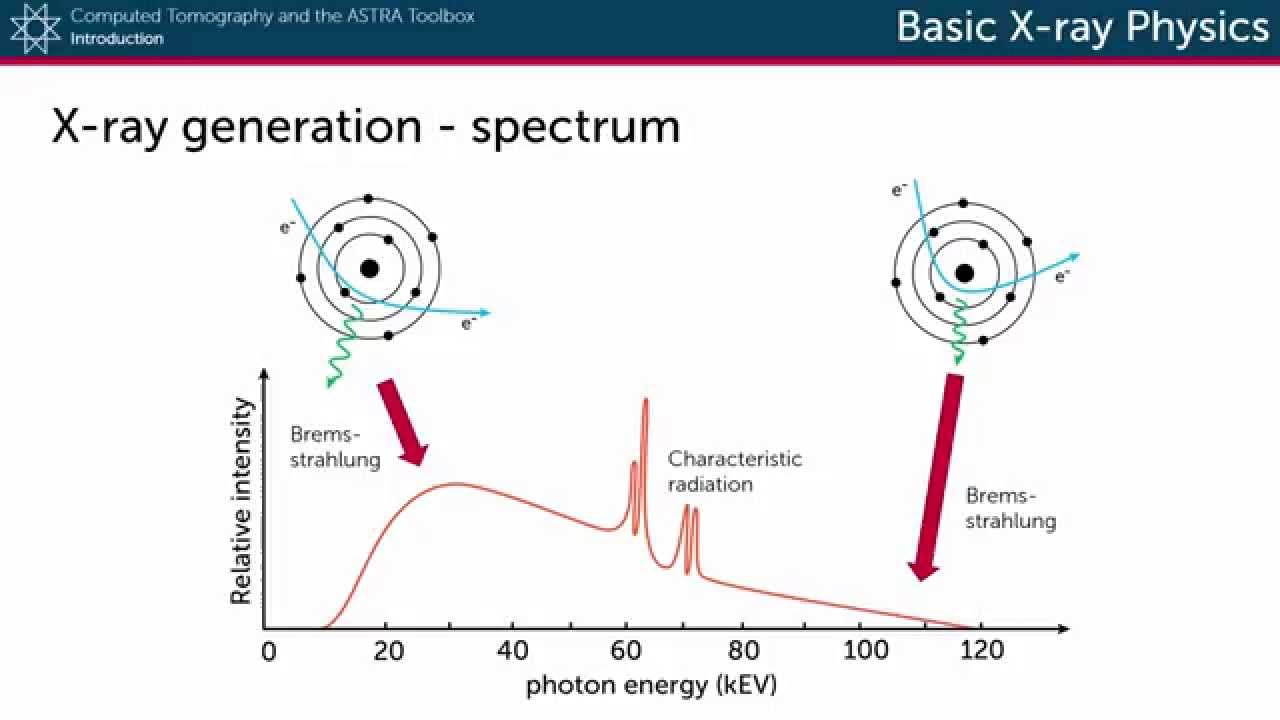 Computed Tomography and the ASTRA Toolbox
Introduction
Basic X-ray Physics
X-ray generation - spectrum
e-
e-
e-
e-
Relative intensity
Brems-
strahlung
Characteristic
radiation
Brems-
strahlung
0 20 40 60 80 100 120
photon energy (kEV)